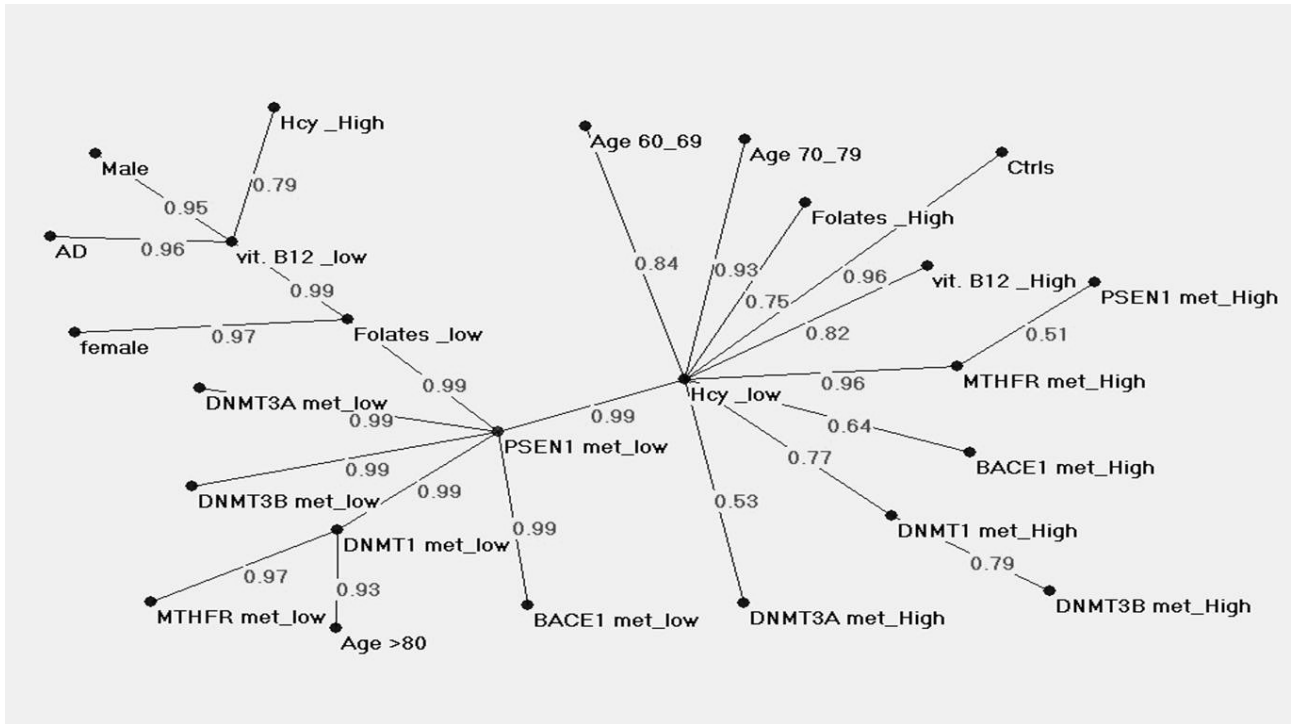 Hcy _High
Age 60_69
Age 70_79
Ctrls
Male
0.79
0.95
Folates _High
AD
0.96
vit. B12 _low
0.84
0.93
0.96
vit. B12 _High
0.99
0.75
PSEN1 met_High
female
0.97
Folates _low
0.82
0.51
0.99
0.96
MTHFR met_High
DNMT3A met_low
0.99
0.99
Hcy _low
PSEN1 met_low
0.64
0.99
0.77
BACE1 met_High
DNMT3B met_low
0.99
0.53
0.99
DNMT1 met_High
DNMT1 met_low
0.79
0.97
0.93
MTHFR met_low
BACE1 met_low
DNMT3A met_High
DNMT3B met_High
Age >80